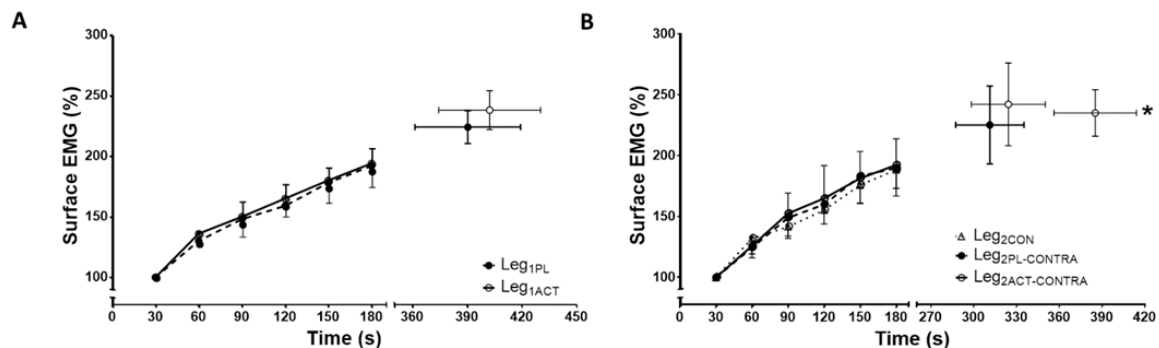 A
Surface EMG (%)
300
250
200
150
100
0 30 60 90 120 150 180 360 390 420 450
Time (s)
Leg1PL
Leg1ACT
B
Surface EMG (%)
300
250
200
150
100
*
0 30 60 90 120 150 180 270 300 330 360 390 420
Time (s)
Leg2CON
Leg2PL-CONTRA
Leg2ACT-CONTRA